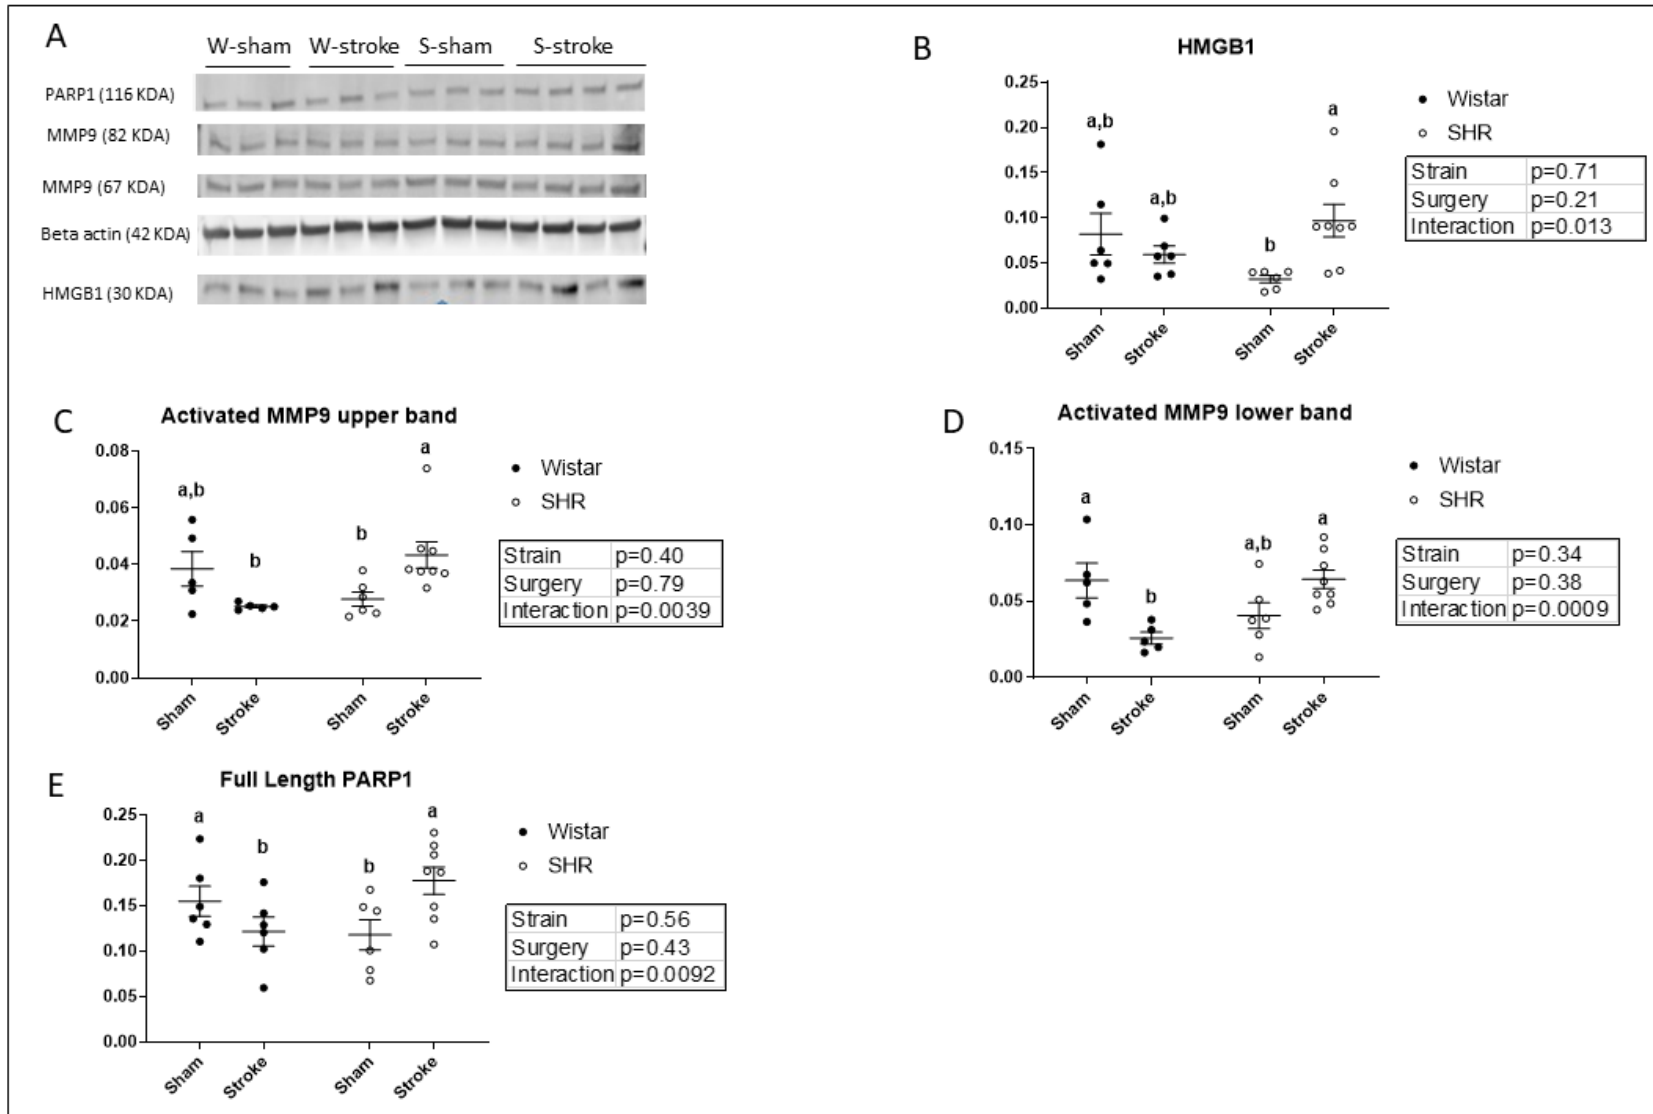 A
W-sham W-stroke S-sham S-stroke
PARP1 (116 KDA)
MMP9 (82 KDA)
MMP9 (67 KDA)
Beta actin (42 KDA)
HMGB1 (30 KDA)
B
HMGB1
0.25
0.20
0.15
0.10
0.05
0.00
a,b
a,b
b
a
Sham
Stroke
Sham
Stroke
Wistar
SHR
Strain p=0.71
Surgery p=0.21
Interaction p=0.013
C
Activated MMP9 upper band
0.08
0.06
0.04
0.02
0.00
a,b
b
b
a
Sham
Stroke
Sham
Stroke
Wistar
SHR
Strain p=0.40
Surgery p=0.79
Interaction p=0.0039
D
Activated MMP9 lower band
0.15
0.10
0.05
0.00
a
b
a,b
a
Sham
Stroke
Sham
Stroke
Wistar
SHR
Strain p=0.34
Surgery p=0.38
Interaction p=0.0009
E
Full Length PARP1
0.25
0.20
0.15
0.10
0.05
0.00
a
b
b
a
Sham
Stroke
Sham
Stroke
Wistar
SHR
Strain p=0.56
Surgery p=0.43
Interaction p=0.0092